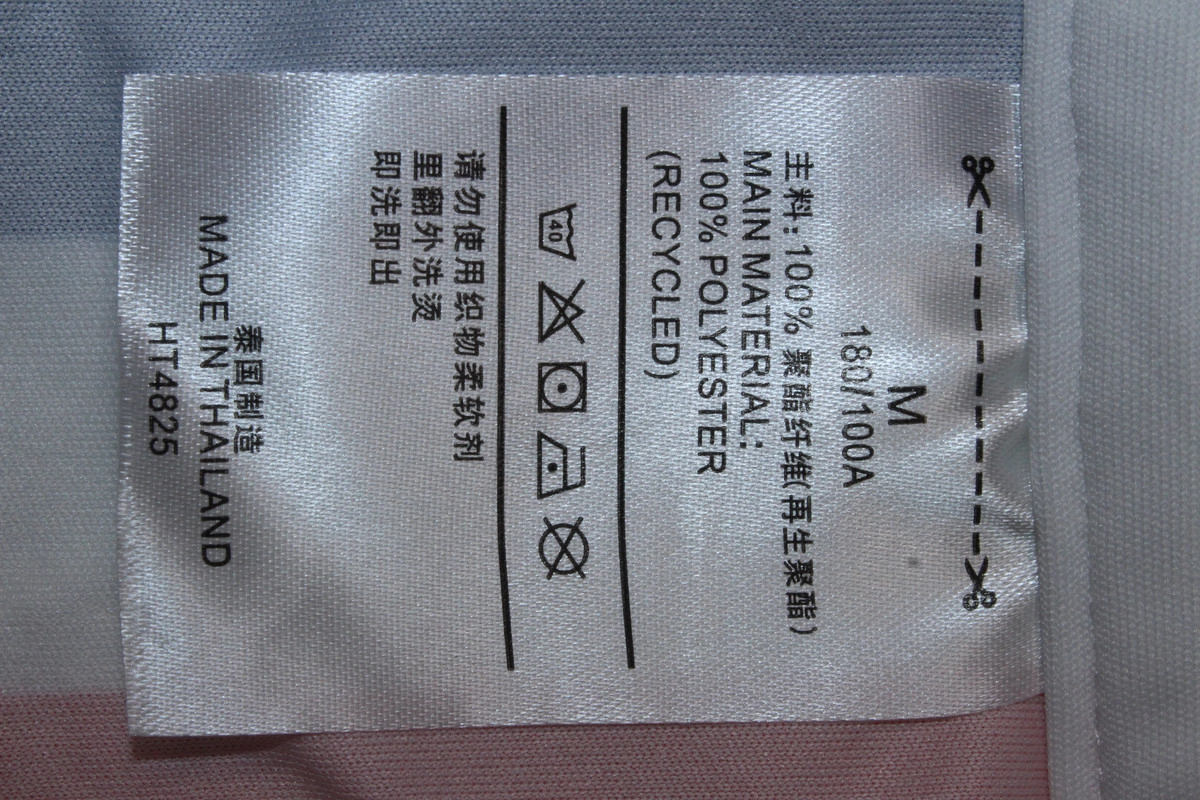 M
180/100A
主料: 100% 聚酯纤维(再生聚酯)
MAIN MATERIAL:
100% POLYESTER
(RECYCLED)
40
请勿使用织物柔软剂
里翻外洗烫
即洗即出
泰国制造
MADE IN THAILAND
HT4825